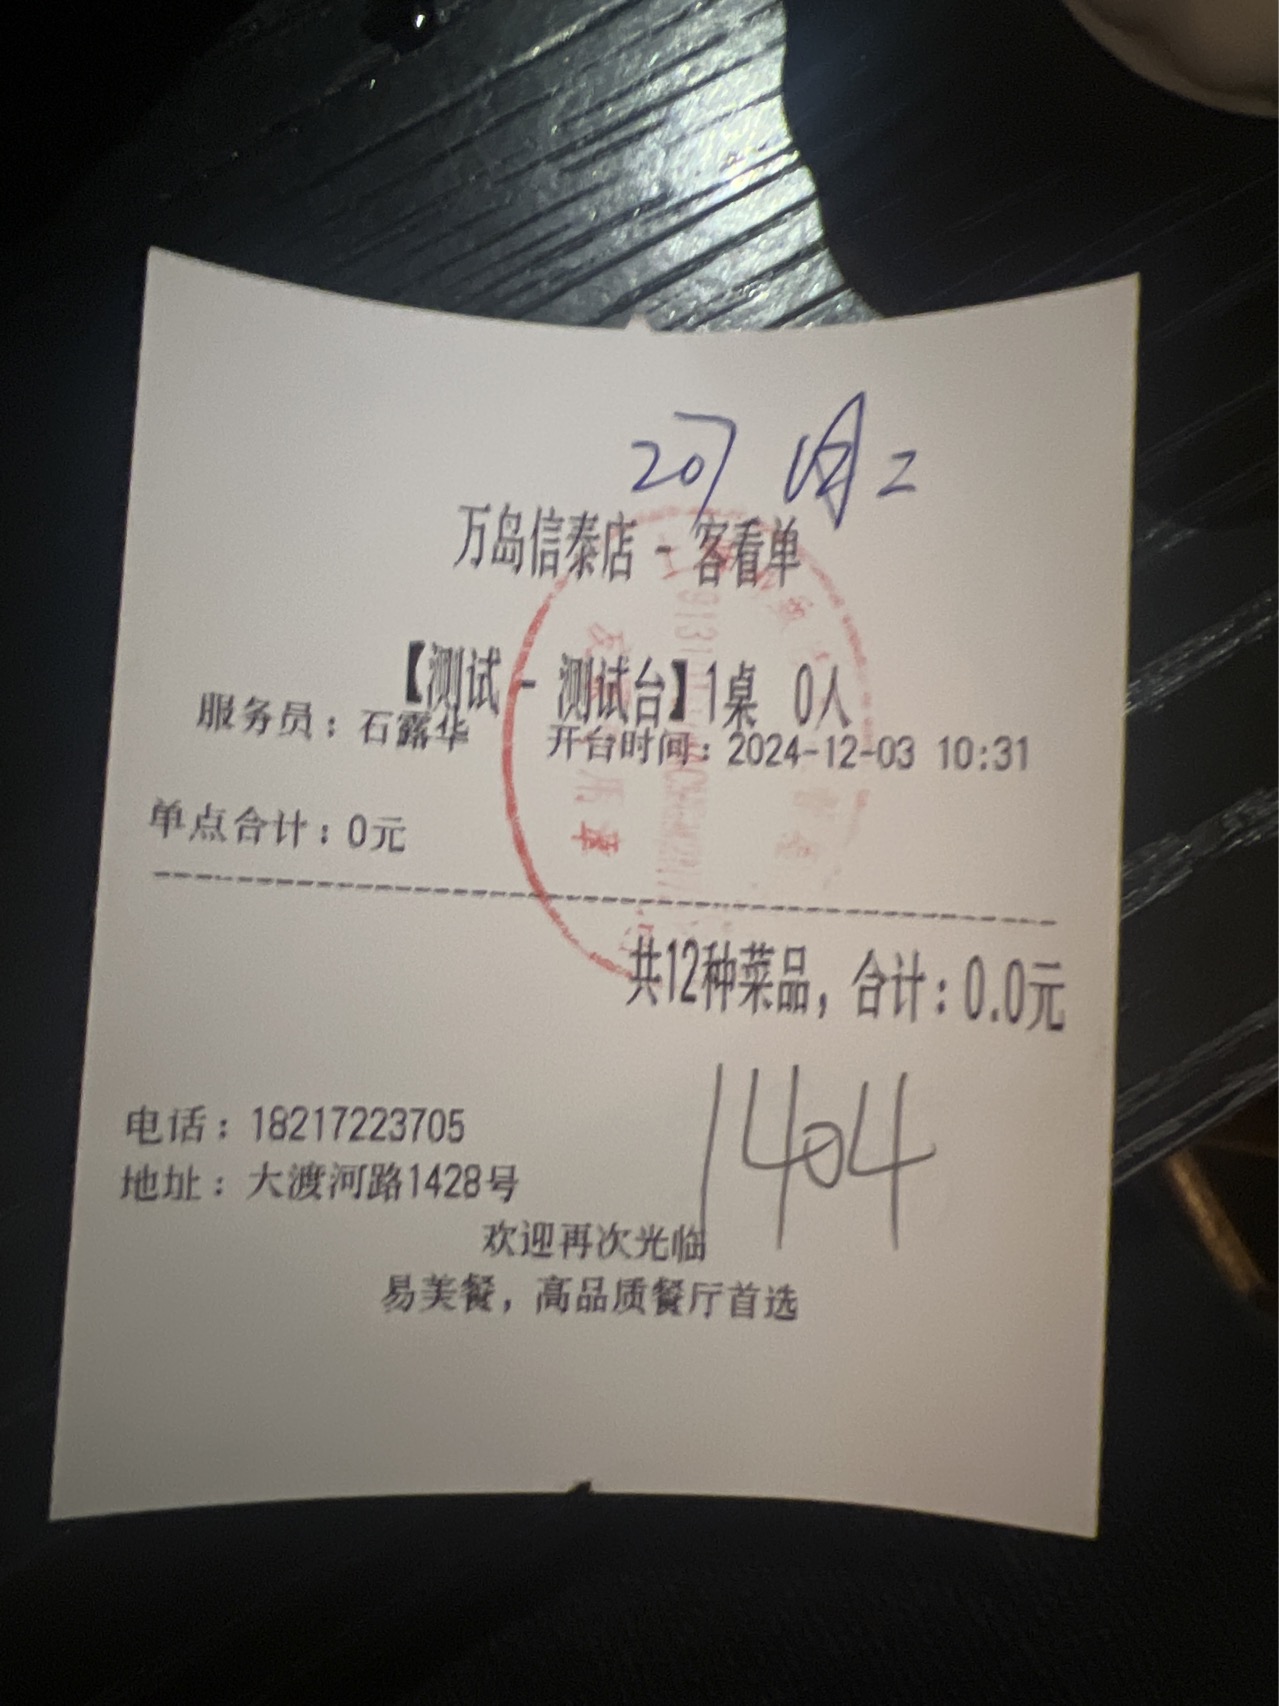 207
万岛信泰店 - 客看单
【测试 - 测试台】1桌 0人
服务员：石露华 开台时间：2024-12-03 10:31
单点合计：0元
共12种菜品，合计：0.0元
1404
电话：18217223705
地址：大渡河路1428号
欢迎再次光临
易美餐，高品质餐厅首选